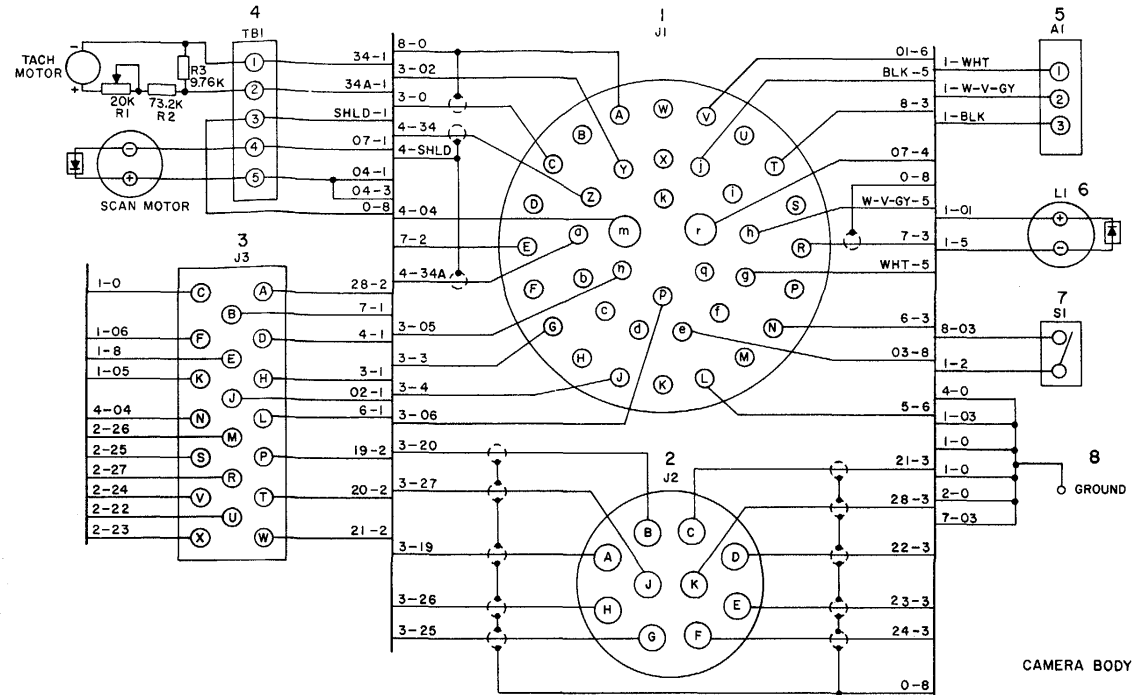 4
TB1
1
J1
5
A1
TACH
MOTOR
-
+
20K
R1
73.2K
R2
R3
9.76K
1
2
3
4
5
34-1
34A-1
SHLD-1
07-1
04-1
04-3
0-8
-
+
SCAN MOTOR
8-0
3-02
3-0
4-34
4-SHLD
4-04
7-2
4-34A
3-05
3-3
3-4
3-06
3-20
3-27
3-19
3-26
3-25
A
W
V
B
U
C
Y
X
j
T
Z
k
i
D
S
a
m
r
h
E
R
n
q
F
b
g
P
p
c
f
G
d
e
N
H
M
J
K
L
01-6
BLK-5
8-3
07-4
0-8
W-V-GY-5
7-3
WHT-5
6-3
03-8
5-6
21-3
28-3
22-3
23-3
24-3
0-8
1-WHT
1-W-V-GY
1-BLK
1
2
3
L1
6
1-01
1-5
+
-
7
S1
8-03
1-2
4-0
1-03
1-0
1-0
2-0
7-03
8
GROUND
3
J3
1-0
1-06
1-8
1-05
4-04
2-26
2-25
2-27
2-24
2-22
2-23
C
A
B
F
D
E
K
H
J
N
L
M
S
P
R
V
T
U
X
W
28-2
7-1
4-1
3-1
02-1
6-1
19-2
20-2
21-2
2
J2
B
C
A
D
J
K
H
E
G
F
CAMERA BODY